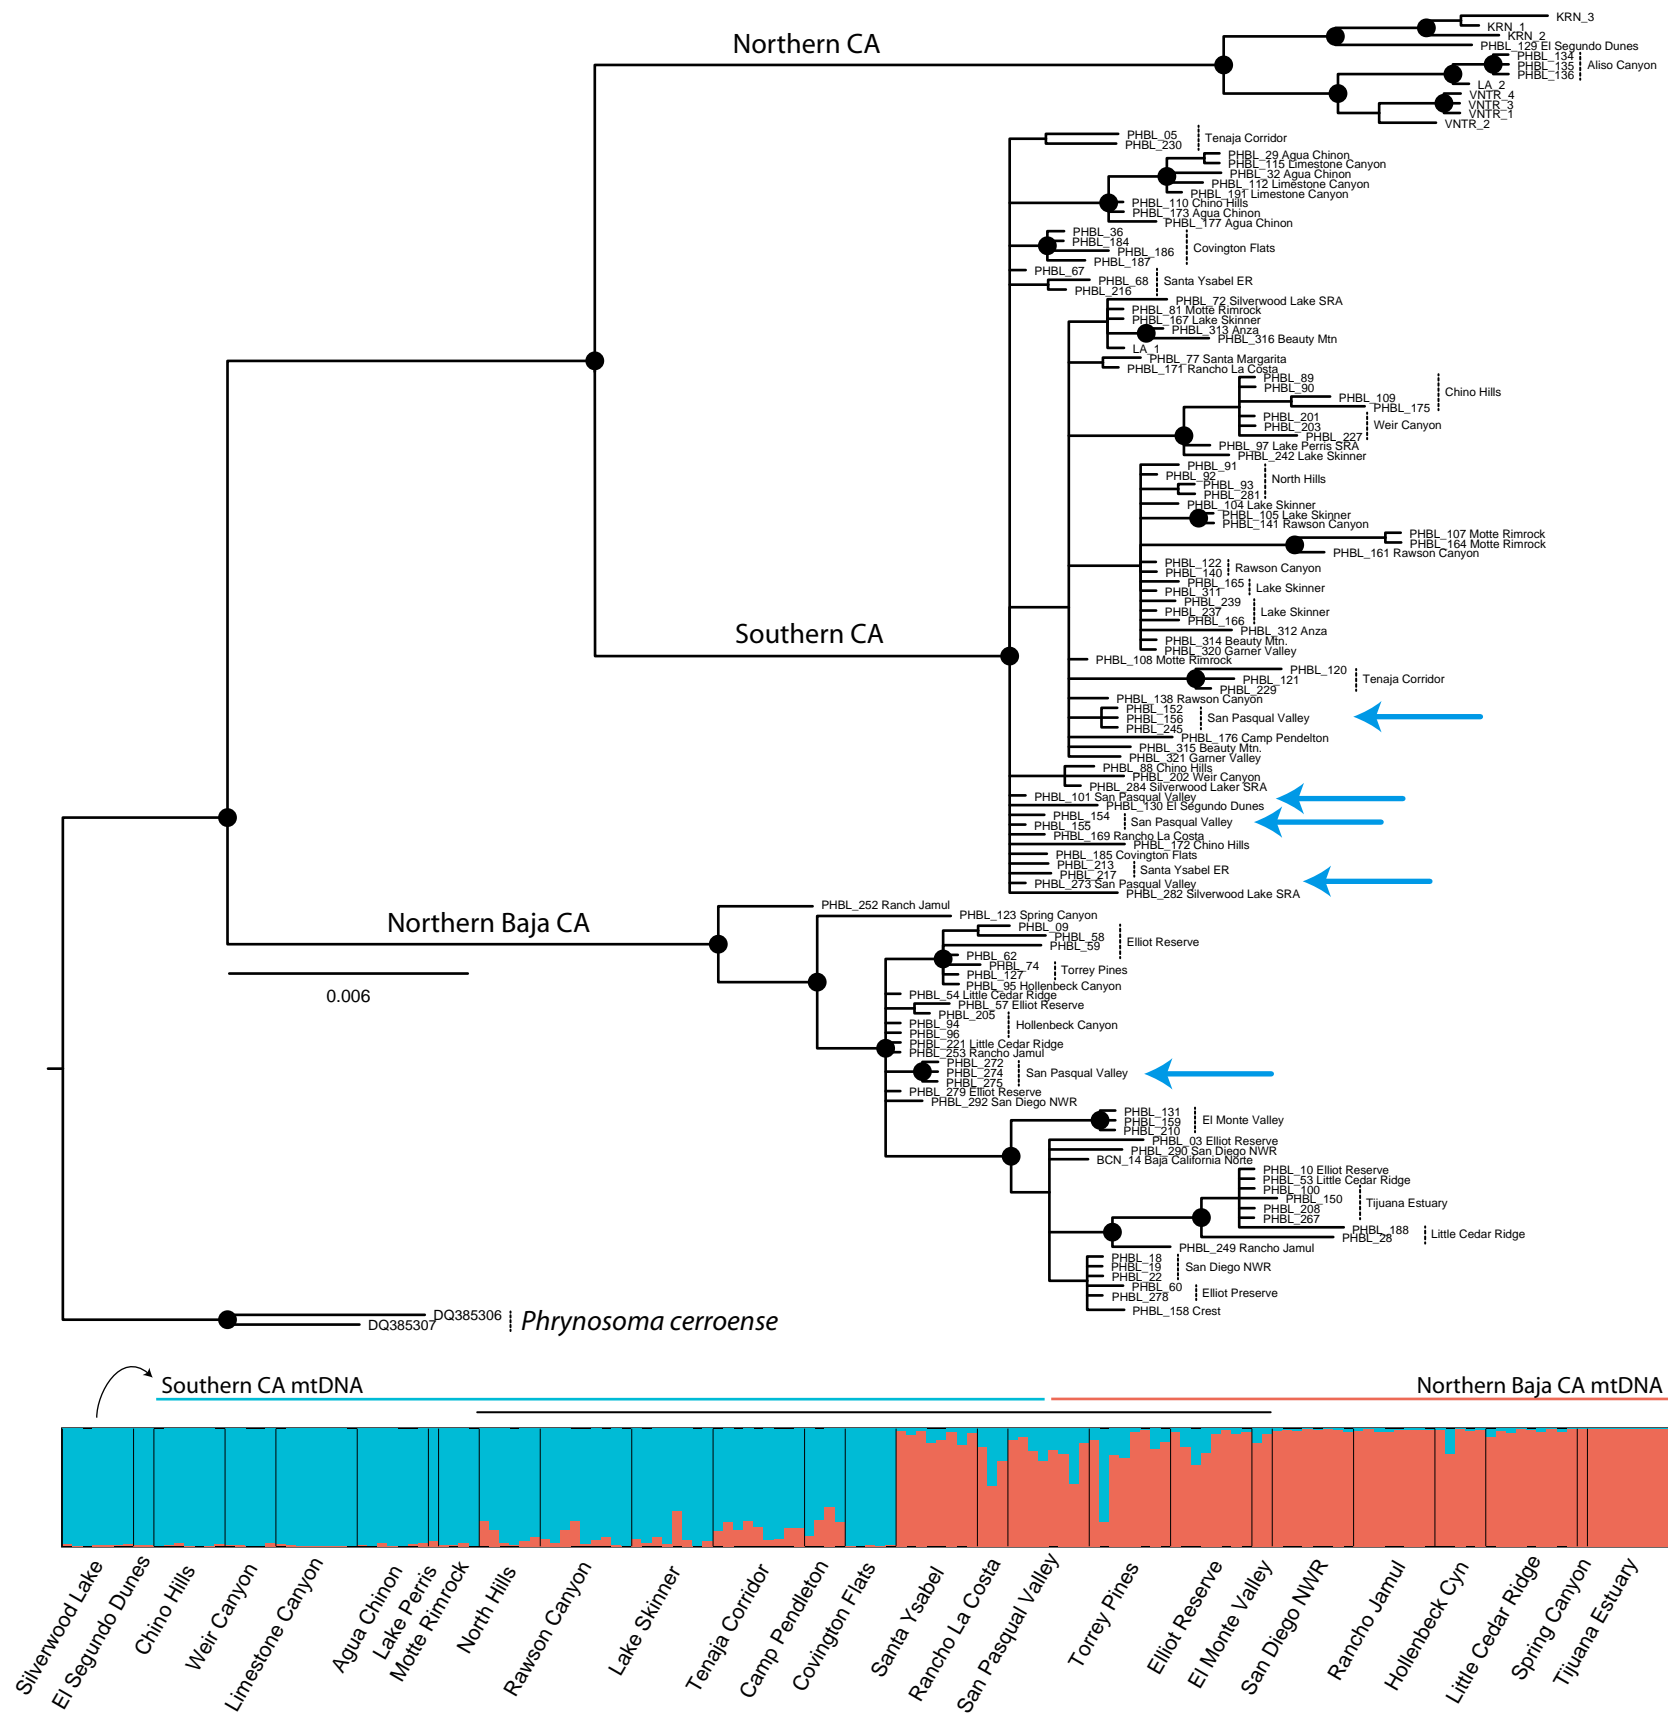 Northern CA
KRN_3
KRN_1
KRN_2
PHBL_129 El Segundo Dunes
PHBL_134
PHBL_135
Aliso Canyon
PHBL_136
LA_2
VNTR_4
VNTR_3
VNTR_1
VNTR_2
PHBL_05
Tenaja Corridor
PHBL_230
PHBL_29 Agua Chinon
PHBL_115 Limestone Canyon
PHBL_32 Agua Chinon
PHBL_112 Limestone Canyon
PHBL_191 Limestone Canyon
PHBL_110 Chino Hills
PHBL_173 Agua Chinon
PHBL_177 Agua Chinon
PHBL_36
PHBL_184
Covington Flats
PHBL_186
PHBL_187
PHBL_67
PHBL_68
Santa Ysabel ER
PHBL_216
PHBL_72 Silverwood Lake SRA
PHBL_81 Motte Rimrock
PHBL_167 Lake Skinner
PHBL_313 Anza
PHBL_316 Beauty Mtn
LA_1
PHBL_77 Santa Margarita
PHBL_171 Rancho La Costa
PHBL_89
PHBL_90
Chino Hills
PHBL_109
PHBL_175
PHBL_201
PHBL_203
Weir Canyon
PHBL_227
PHBL_97 Lake Perris SRA
PHBL_242 Lake Skinner
PHBL_91
PHBL_92
North Hills
PHBL_93
PHBL_281
PHBL_104 Lake Skinner
PHBL_105 Lake Skinner
PHBL_141 Rawson Canyon
PHBL_107 Motte Rimrock
PHBL_164 Motte Rimrock
PHBL_161 Rawson Canyon
PHBL_122
Rawson Canyon
PHBL_140
PHBL_165
Lake Skinner
PHBL_311
PHBL_239
PHBL_237
Lake Skinner
PHBL_166
PHBL_312 Anza
PHBL_314 Beauty Mtn.
Southern CA
PHBL_320 Garner Valley
PHBL_108 Motte Rimrock
PHBL_120
PHBL_121
Tenaja Corridor
PHBL_229
PHBL_138 Rawson Canyon
PHBL_152
PHBL_156
San Pasqual Valley
PHBL_245
PHBL_176 Camp Pendelton
PHBL_315 Beauty Mtn.
PHBL_321 Garner Valley
PHBL_88 Chino Hills
PHBL_202 Weir Canyon
PHBL_284 Silverwood Laker SRA
PHBL_101 San Pasqual Valley
PHBL_130 El Segundo Dunes
PHBL_154
San Pasqual Valley
PHBL_155
PHBL_169 Rancho La Costa
PHBL_172 Chino Hills
PHBL_185 Covington Flats
PHBL_213
Santa Ysabel ER
PHBL_217
PHBL_273 San Pasqual Valley
PHBL_282 Silverwood Lake SRA
Northern Baja CA
PHBL_252 Ranch Jamul
PHBL_123 Spring Canyon
PHBL_09
PHBL_58
Elliot Reserve
PHBL_59
PHBL_62
PHBL_74
Torrey Pines
PHBL_127
PHBL_95 Hollenbeck Canyon
PHBL_54 Little Cedar Ridge
0.006
PHBL_57 Elliot Reserve
PHBL_205
PHBL_94
Hollenbeck Canyon
PHBL_96
PHBL_221 Little Cedar Ridge
PHBL_253 Rancho Jamul
PHBL_272
PHBL_274
San Pasqual Valley
PHBL_275
PHBL_279 Elliot Reserve
PHBL_292 San Diego NWR
PHBL_131
PHBL_159
El Monte Valley
PHBL_210
PHBL_03 Elliot Reserve
PHBL_290 San Diego NWR
BCN_14 Baja California Norte
PHBL_10 Elliot Reserve
PHBL_53 Little Cedar Ridge
PHBL_100
PHBL_150
Tijuana Estuary
PHBL_208
PHBL_267
PHBL_188
Little Cedar Ridge
PHBL_28
PHBL_249 Rancho Jamul
PHBL_18
PHBL_19
San Diego NWR
PHBL_22
PHBL_60
Elliot Preserve
PHBL_278
PHBL_158 Crest
DQ385306
DQ385307
Phrynosoma cerroense
Southern CA mtDNA
Northern Baja CA mtDNA
Silverwood Lake
El Segundo Dunes
Chino Hills
Weir Canyon
Limestone Canyon
Agua Chinon
Lake Perris
Motte Rimrock
North Hills
Rawson Canyon
Lake Skinner
Tenaja Corridor
Camp Pendleton
Covington Flats
Santa Ysabel
Rancho La Costa
San Pasqual Valley
Torrey Pines
Elliot Reserve
El Monte Valley
San Diego NWR
Rancho Jamul
Hollenbeck Cyn
Little Cedar Ridge
Spring Canyon
Tijuana Estuary